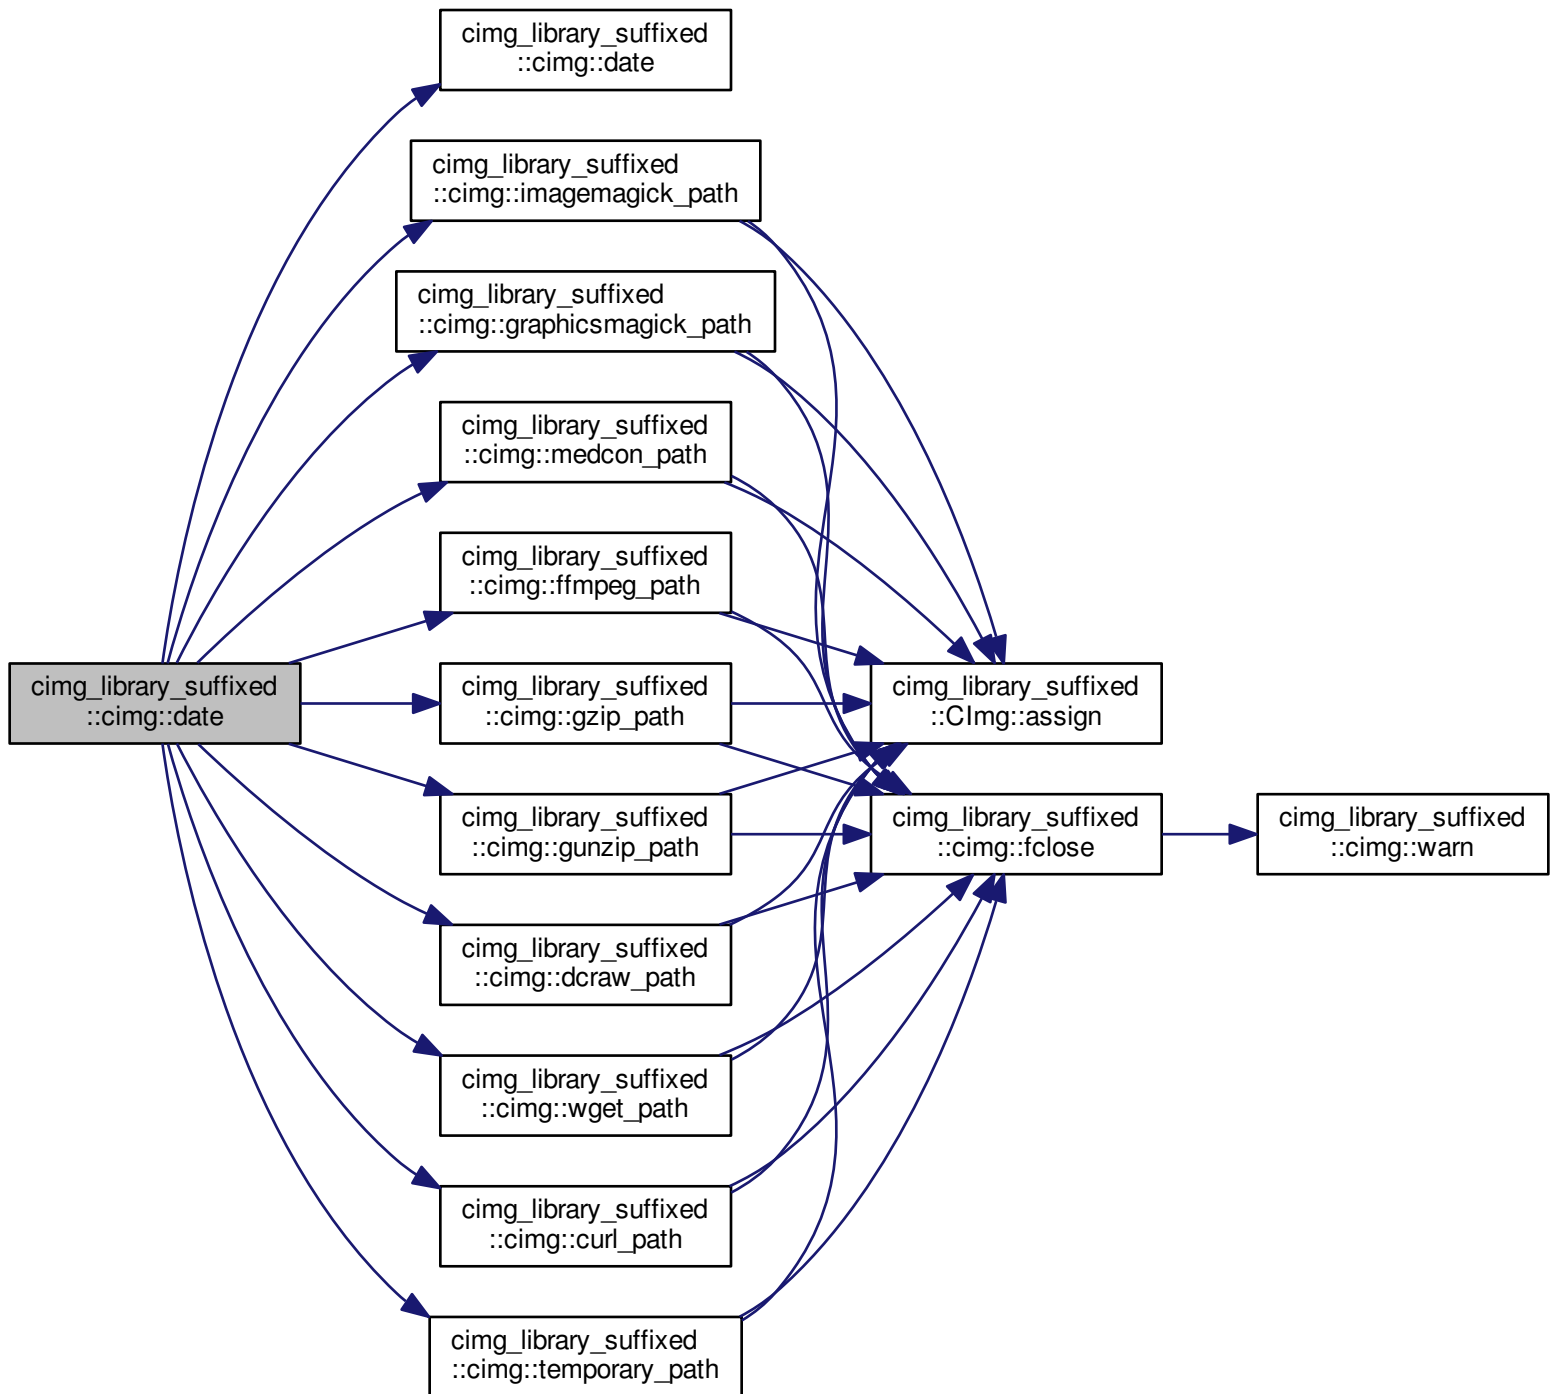 cimg_library_suffixed
::cimg::date
cimg_library_suffixed
::cimg::imagemagick_path
cimg_library_suffixed
::cimg::graphicsmagick_path
cimg_library_suffixed
::cimg::medcon_path
cimg_library_suffixed
::cimg::ffmpeg_path
cimg_library_suffixed
::cimg::date
cimg_library_suffixed
::cimg::gzip_path
cimg_library_suffixed
::CImg::assign
cimg_library_suffixed
::cimg::gunzip_path
cimg_library_suffixed
::cimg::fclose
cimg_library_suffixed
::cimg::warn
cimg_library_suffixed
::cimg::dcraw_path
cimg_library_suffixed
::cimg::wget_path
cimg_library_suffixed
::cimg::curl_path
cimg_library_suffixed
::cimg::temporary_path